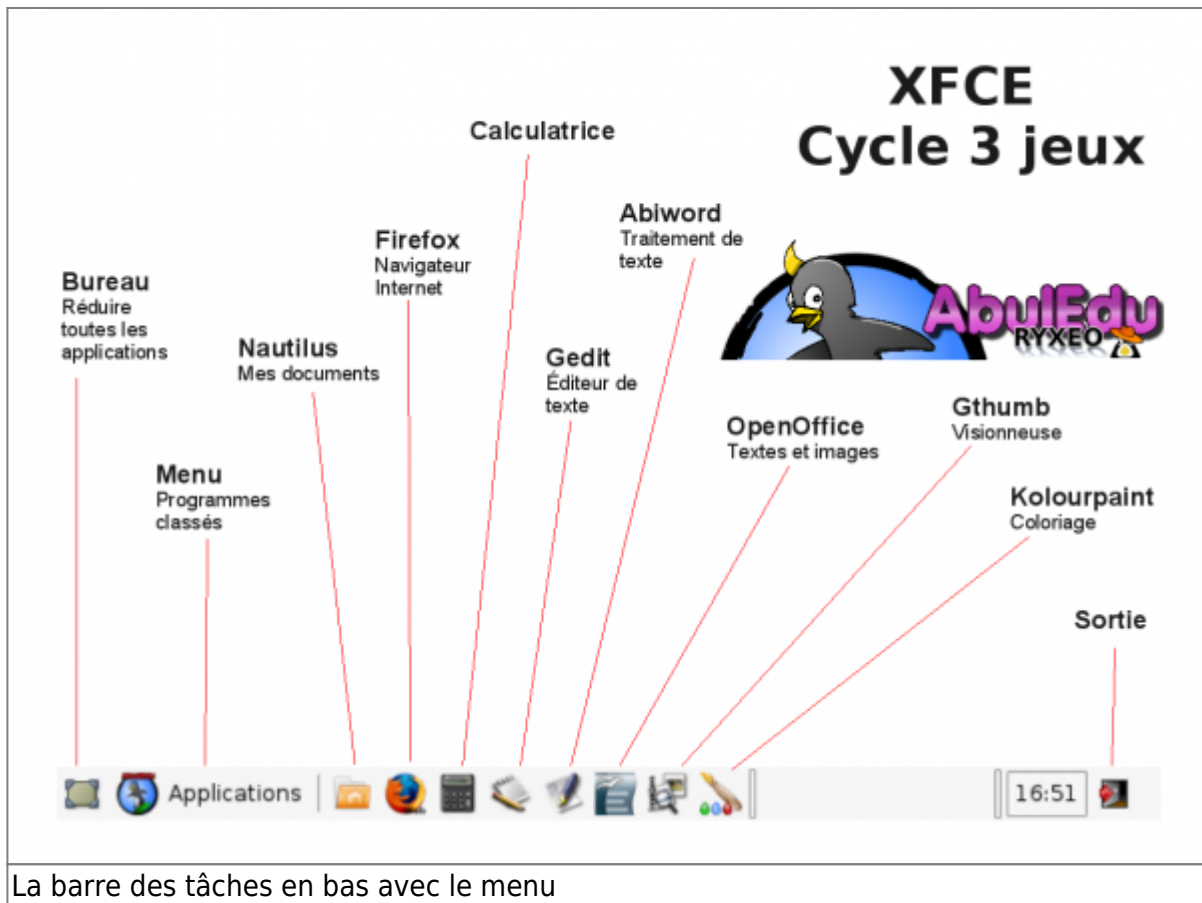 XFCE
Cycle 3 jeux
Calculatrice
Abiword
Traitement de
texte
Firefox
Navigateur
Internet
Bureau
Réduire
toutes les
applications
Nautilus
Mes documents
Gedit
Éditeur de
texte
AbulEdu
RYXEO
OpenOffice
Textes et images
Gthumb
Visionneuse
Menu
Programmes
classés
Kolourpaint
Coloriage
Sortie
Applications
16:51
La barre des tâches en bas avec le menu